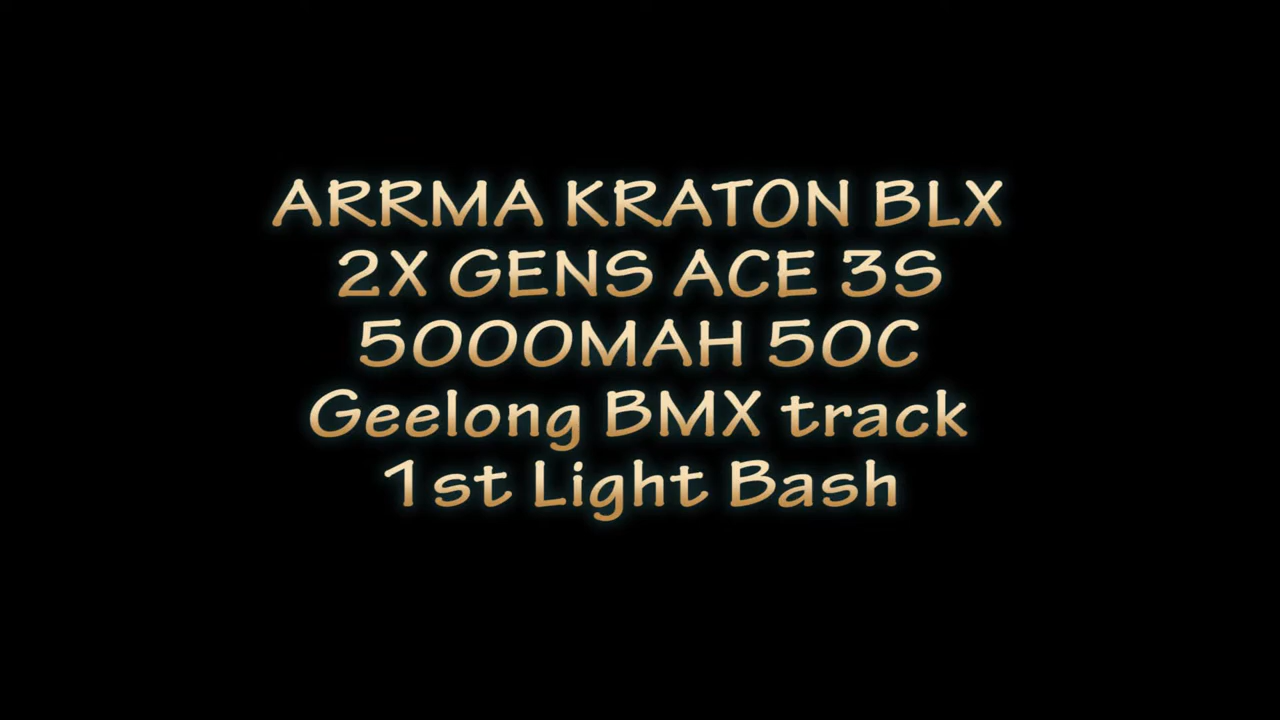 ARRMA KRATON BLX
2X GENS ACE 3S
5000MAH 50C
Geelong BMX track
1st Light Bash